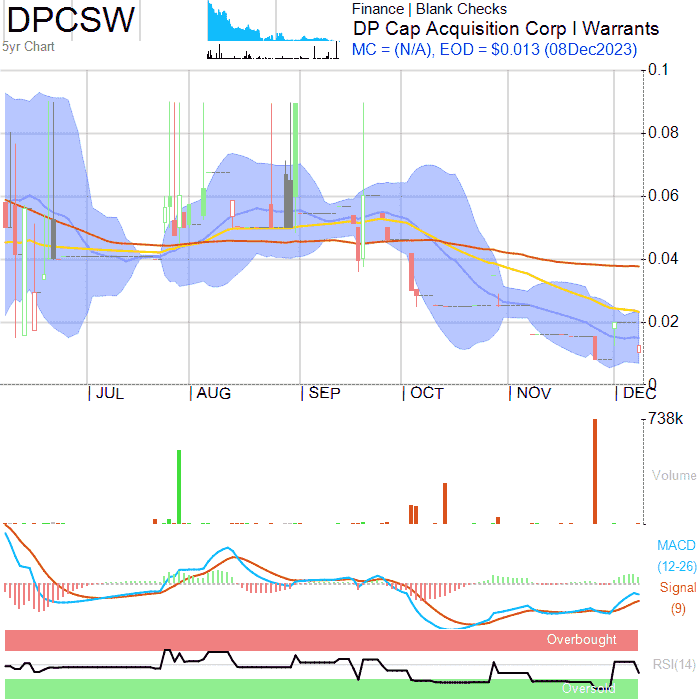 DPCSW
5yr Chart
Finance | Blank Checks
DP Cap Acquisition Corp I Warrants
MC = (N/A), EOD = $0.013 (08Dec2023)
0.1
0.08
0.06
0.04
0.02
0
JUL AUG SEP OCT NOV DEC
738k
Volume
MACD
(12-26)
Signal
(9)
Overbought
RSI(14)
Oversold